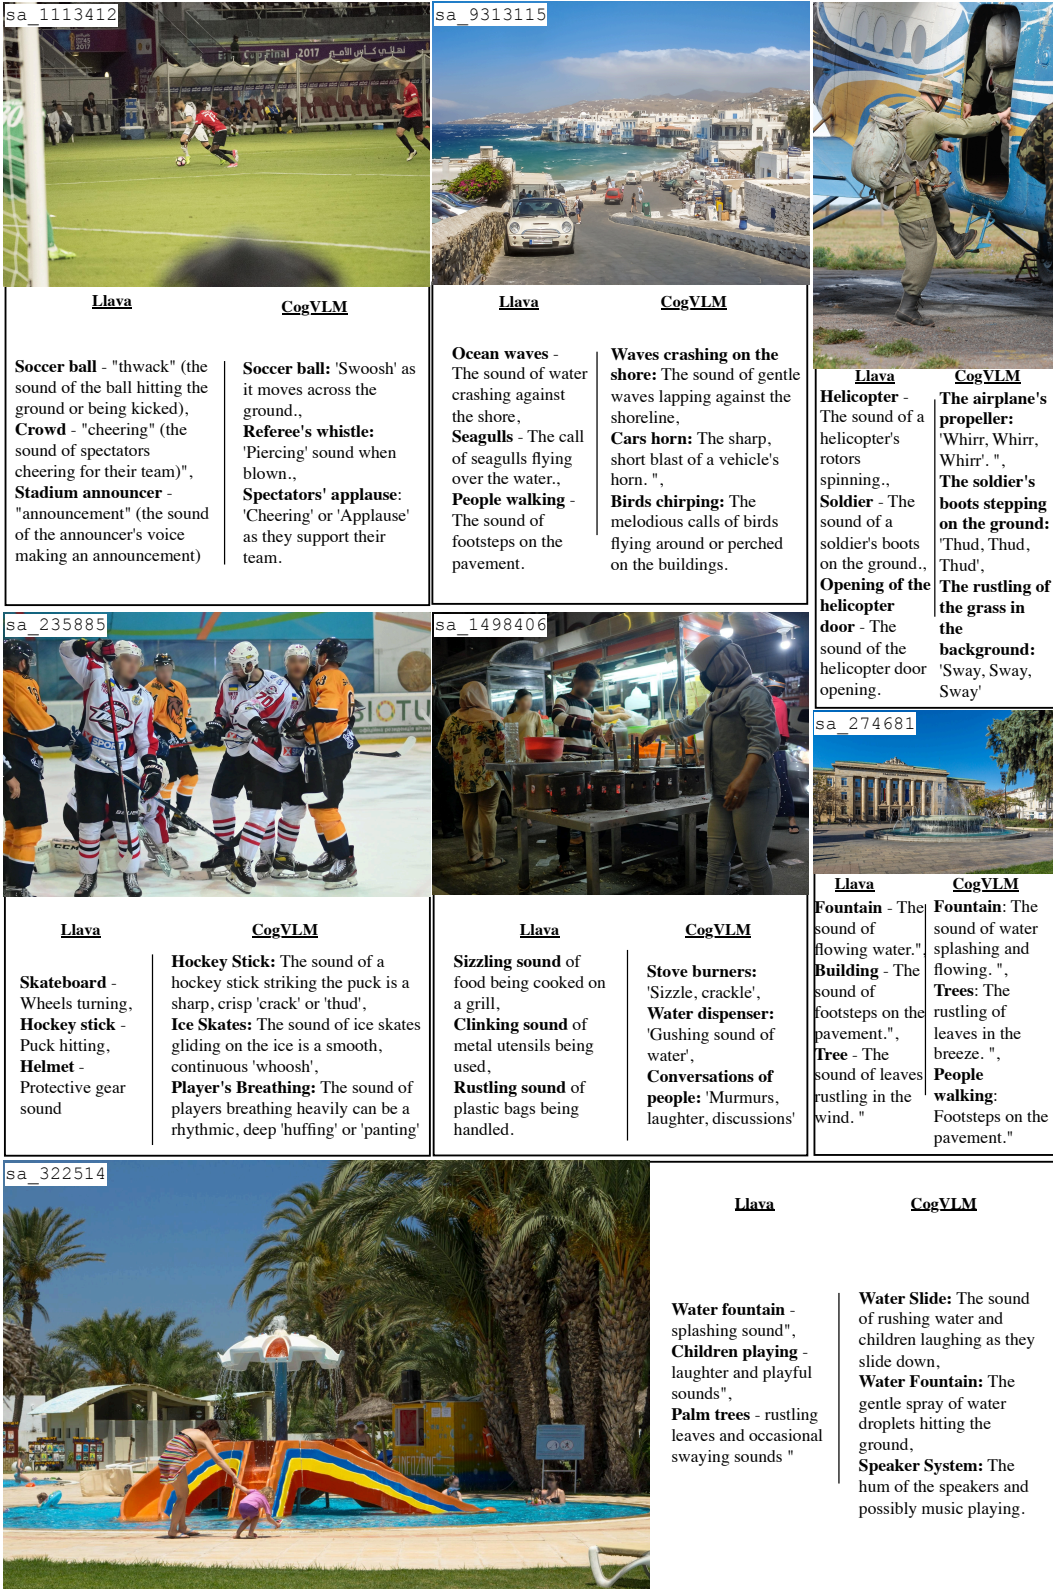 sa_1113412
2017
E Cup Final 2017 نهائي كأس الأمير
Llava
CogVLM
Soccer ball - "thwack" (the
sound of the ball hitting the
ground or being kicked),
Crowd - "cheering" (the
sound of spectators
cheering for their team)",
Stadium announcer -
"announcement" (the sound
of the announcer's voice
making an announcement)
Soccer ball: 'Swoosh' as
it moves across the
ground.,
Referee's whistle:
'Piercing' sound when
blown.,
Spectators' applause:
'Cheering' or 'Applause'
as they support their
team.
sa_9313115
Llava
CogVLM
Ocean waves -
The sound of water
crashing against
the shore,
Seagulls - The call
of seagulls flying
over the water.,
People walking -
The sound of
footsteps on the
pavement.
Waves crashing on the
shore: The sound of gentle
waves lapping against the
shoreline,
Cars horn: The sharp,
short blast of a vehicle's
horn. ",
Birds chirping: The
melodious calls of birds
flying around or perched
on the buildings.
Llava
CogVLM
Helicopter -
The sound of a
helicopter's
rotors
spinning.,
Soldier - The
sound of a
soldier's boots
on the ground.,
Opening of the
helicopter
door - The
sound of the
helicopter door
opening.
The airplane's
propeller:
'Whirr, Whirr,
Whirr'. ",
The soldier's
boots stepping
on the ground:
'Thud, Thud,
Thud',
The rustling of
the grass in
the
background:
'Sway, Sway,
Sway'
sa_235885
SPORT
70
SIOTU
CCM
Llava
CogVLM
Skateboard -
Wheels turning,
Hockey stick -
Puck hitting,
Helmet -
Protective gear
sound
Hockey Stick: The sound of a
hockey stick striking the puck is a
sharp, crisp 'crack' or 'thud',
Ice Skates: The sound of ice skates
gliding on the ice is a smooth,
continuous 'whoosh',
Player's Breathing: The sound of
players breathing heavily can be a
rhythmic, deep 'huffing' or 'panting'
sa_1498406
Llava
CogVLM
Sizzling sound of
food being cooked on
a grill,
Clinking sound of
metal utensils being
used,
Rustling sound of
plastic bags being
handled.
Stove burners:
'Sizzle, crackle',
Water dispenser:
'Gushing sound of
water',
Conversations of
people: 'Murmurs,
laughter, discussions'
sa_274681
Llava
CogVLM
Fountain - The
sound of
flowing water.",
Building - The
sound of
footsteps on the
pavement.",
Tree - The
sound of leaves
rustling in the
wind. "
Fountain: The
sound of water
splashing and
flowing. ",
Trees: The
rustling of
leaves in the
breeze. ",
People
walking:
Footsteps on the
pavement."
sa_322514
Llava
CogVLM
Water fountain -
splashing sound",
Children playing -
laughter and playful
sounds",
Palm trees - rustling
leaves and occasional
swaying sounds "
Water Slide: The sound
of rushing water and
children laughing as they
slide down,
Water Fountain: The
gentle spray of water
droplets hitting the
ground,
Speaker System: The
hum of the speakers and
possibly music playing.